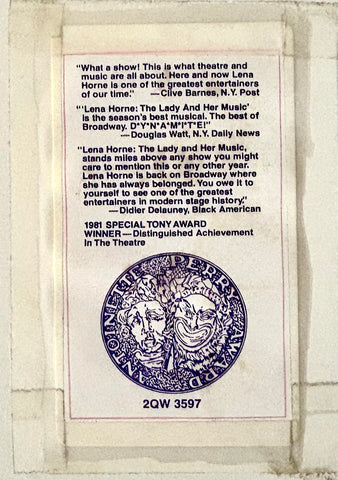 "What a show! This is what theatre and
music are all about. Here and now Lena
Horne is one of the greatest entertainers
of our time." —Clive Barnes, N.Y. Post
"'Lena Horne: The Lady And Her Music'
is the season's best musical. The best of
Broadway. D*Y*N*A*M*I*T*E!"
—Douglas Watt, N.Y. Daily News
"Lena Horne: The Lady and Her Music,
stands miles above any show you might
care to mention this or any other year.
Lena Horne is back on Broadway where
she has always belonged. You owe it to
yourself to see one of the greatest
entertainers in modern stage history."
—Didier Delauney, Black American
1981 SPECIAL TONY AWARD
WINNER—Distinguished Achievement
In The Theatre
ANTOINETTE PERRY AWARD
2QW 3597